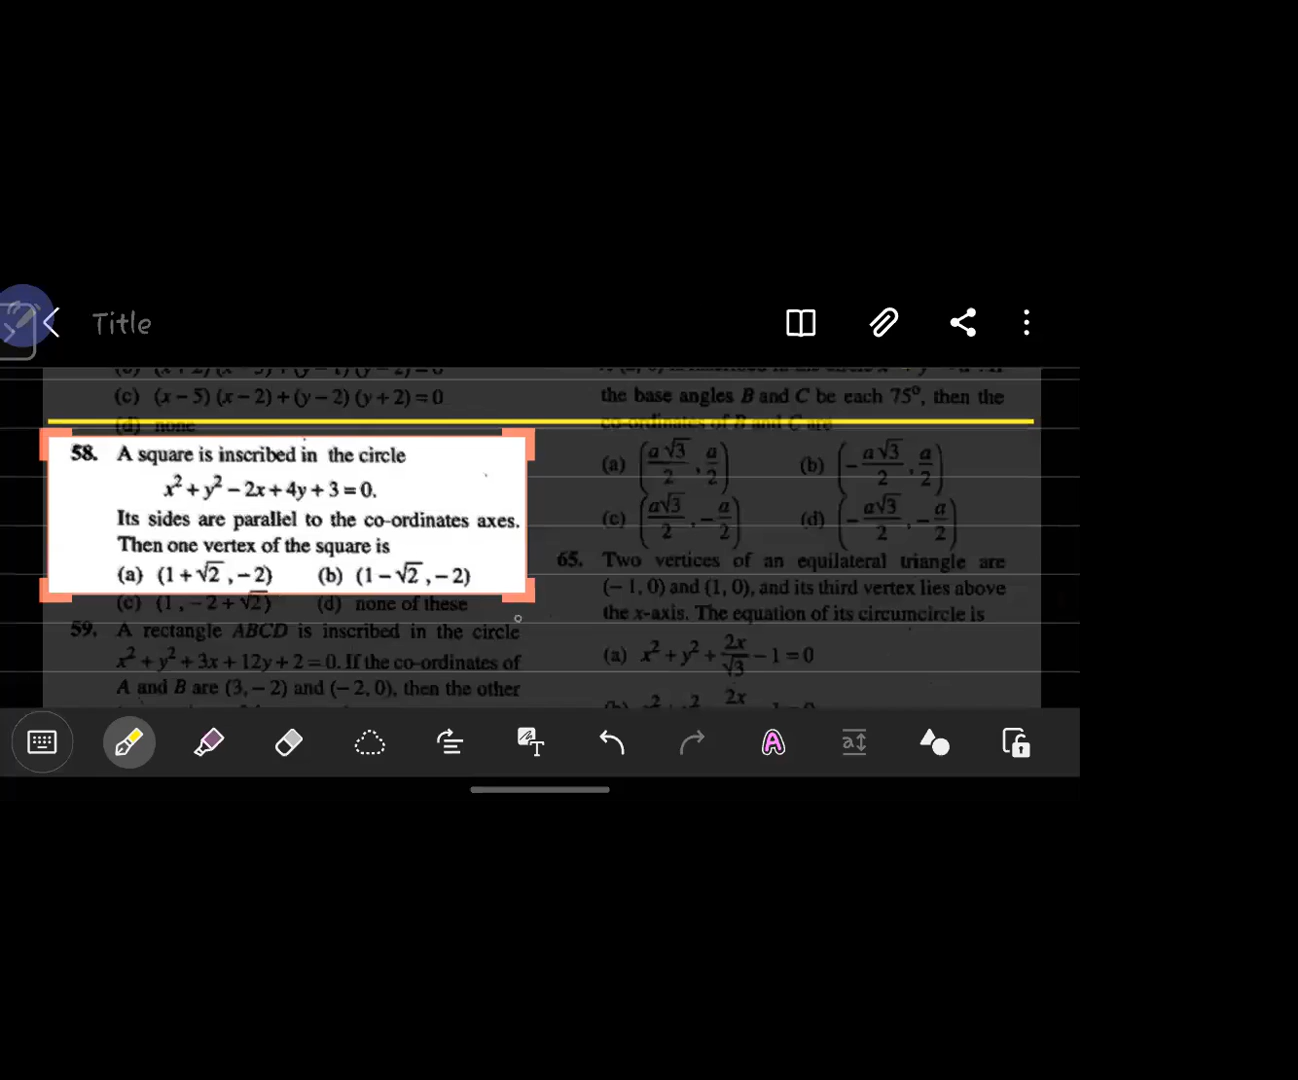 Title
(c) (x − 5) (x − 2) + (y − 2) (y + 2) = 0
(d) none
58. A square is inscribed in the circle
x² + y² − 2x + 4y + 3 = 0.
Its sides are parallel to the co-ordinates axes.
Then one vertex of the square is
(a) (1 + √2 , − 2) (b) (1 − √2 , − 2)
(c) (1 , − 2 + √2) (d) none of these
59. A rectangle ABCD is inscribed in the circle
x² + y² + 3x + 12y + 2 = 0. If the co-ordinates of
A and B are (3, − 2) and (− 2, 0), then the other
the base angles B and C be each 75°, then the
co-ordinates of B and C are
(a) (a√3/2 , a/2) (b) (−a√3/2 , a/2)
(c) (a√3/2 , −a/2) (d) (−a√3/2 , −a/2)
65. Two vertices of an equilateral triangle are
(− 1, 0) and (1, 0), and its third vertex lies above
the x-axis. The equation of its circumcircle is
(a) x² + y² + 2x/√3 − 1 = 0